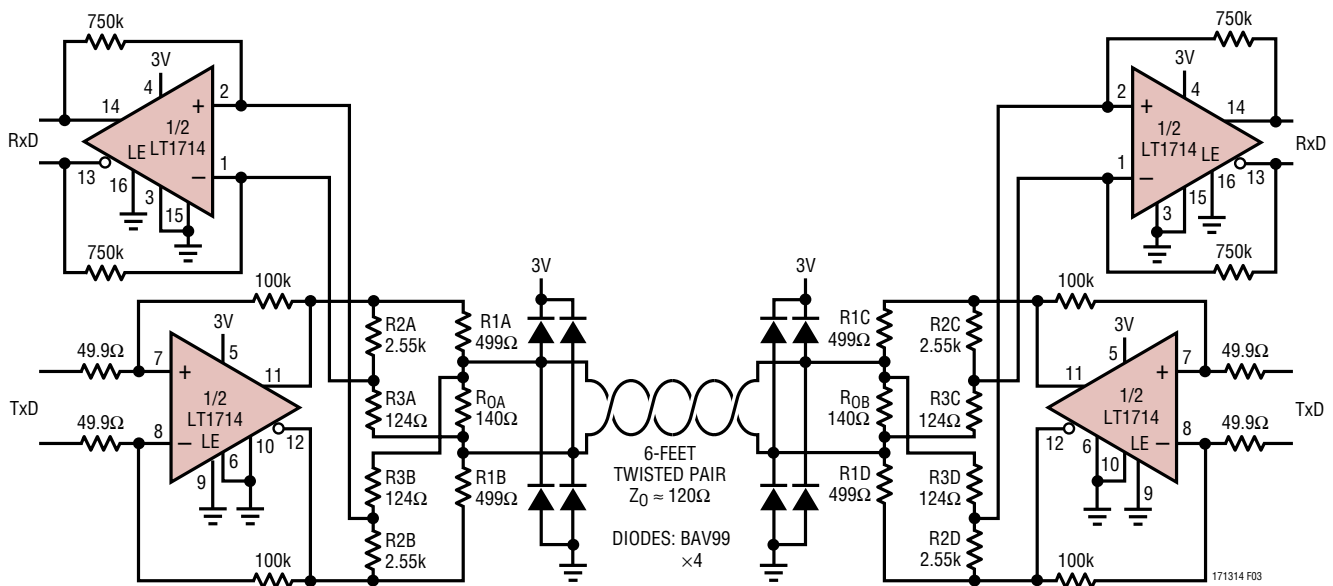 750k
3V
4
2
14
+
1/2
LT1714
RxD
LE
1
13
−
16
3
15
750k
100k
3V
49.9Ω
7
+
5
11
1/2
LT1714
TxD
49.9Ω
8
−
LE
10
12
6
9
100k
R2A
2.55k
R1A
499Ω
R3A
124Ω
R0A
140Ω
R3B
124Ω
R1B
499Ω
R2B
2.55k
3V
6-FEET
TWISTED PAIR
ZO ≈ 120Ω
DIODES: BAV99
×4
3V
R1C
499Ω
R2C
2.55k
R0B
140Ω
R3C
124Ω
R1D
499Ω
R3D
124Ω
R2D
2.55k
750k
3V
4
2
14
+
1/2
LT1714
RxD
LE
1
13
−
16
15
3
750k
100k
3V
5
7
49.9Ω
+
11
1/2
LT1714
TxD
12
LE
−
8
49.9Ω
6
10
9
100k
171314 F03